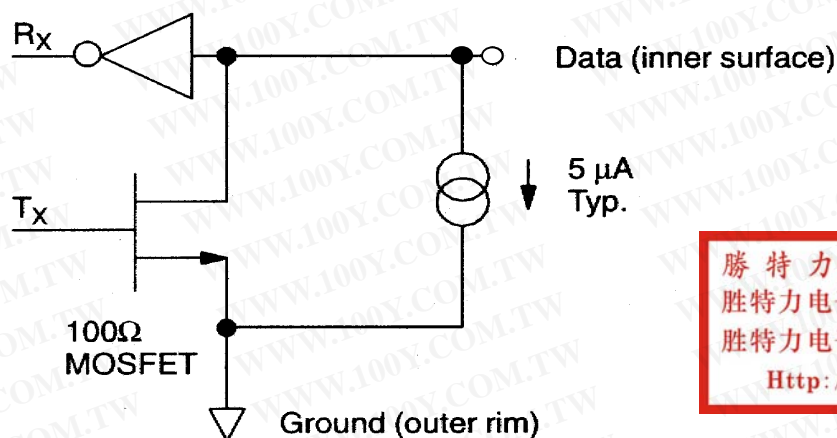 RX
Data (inner surface)
TX
5 μA
Typ.
100Ω
MOSFET
Ground (outer rim)
勝 特 力
胜特力电
胜特力电
Http:/
WWW.100Y.COM.TW